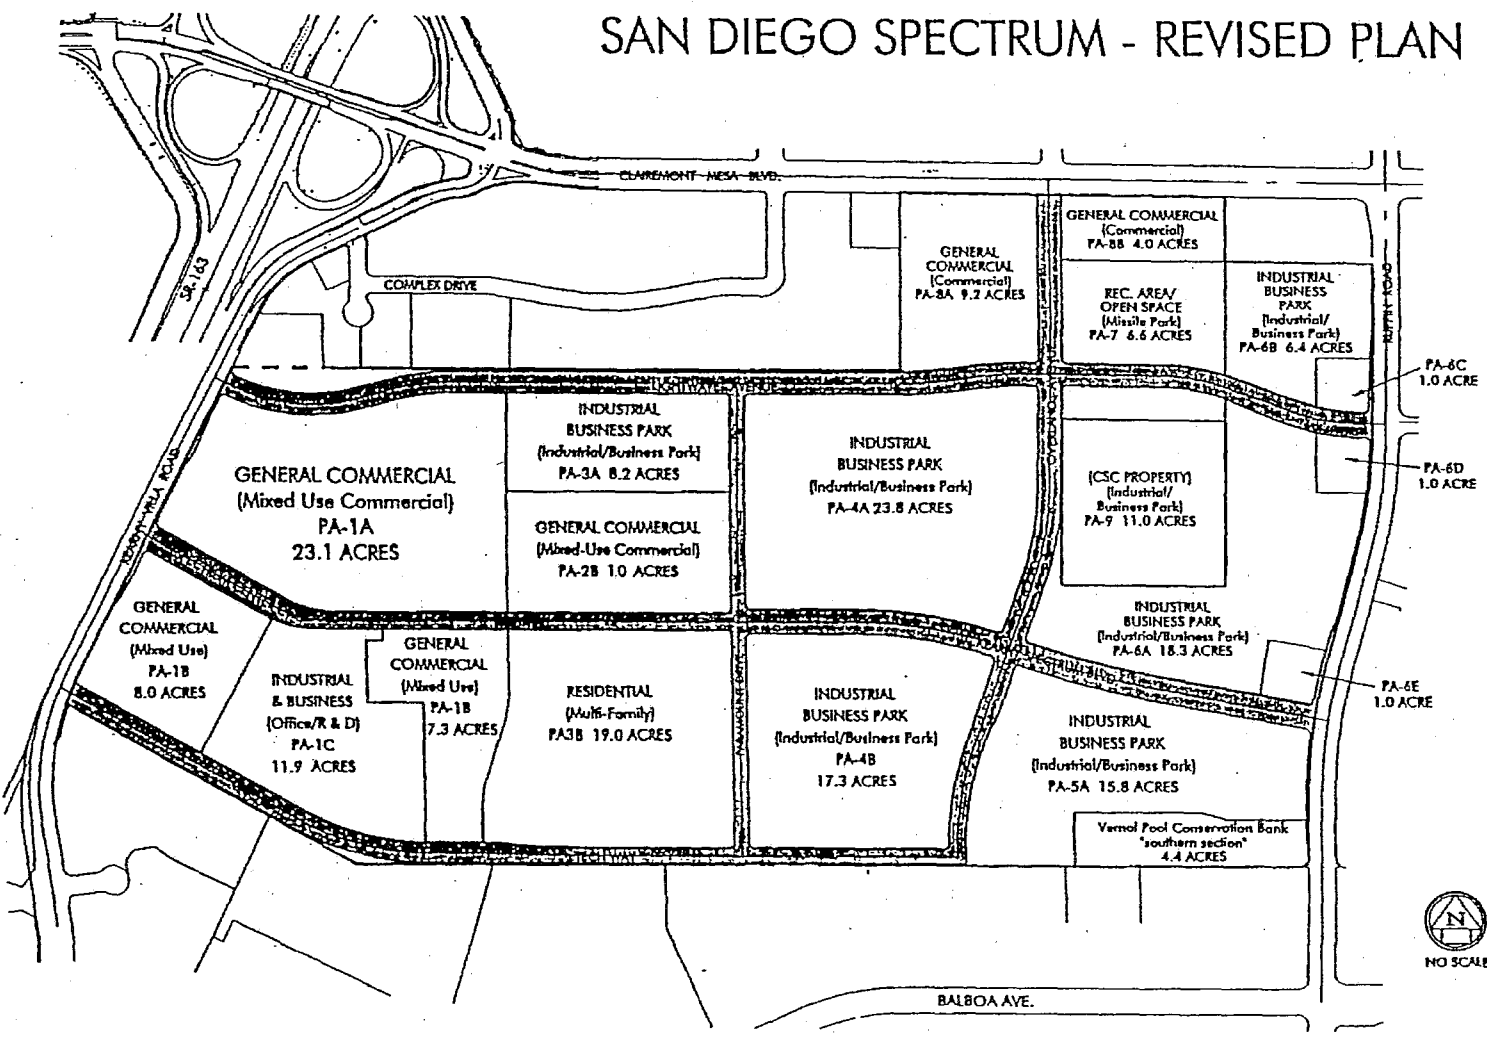 SAN DIEGO SPECTRUM - REVISED PLAN
CLAIREMONT MESA BLVD.
SR-163
COMPLEX DRIVE
GENERAL
COMMERCIAL
(Commercial)
PA-8A 9.2 ACRES
GENERAL COMMERCIAL
(Commercial)
PA-8B 4.0 ACRES
REC. AREA/
OPEN SPACE
(Missile Park)
PA-7 6.6 ACRES
INDUSTRIAL
BUSINESS
PARK
(Industrial/
Business Park)
PA-6B 6.4 ACRES
RUFFIN ROAD
PA-6C
1.0 ACRE
LIGHTWAVE AVENUE
KEARNY VILLA ROAD
GENERAL COMMERCIAL
(Mixed Use Commercial)
PA-1A
23.1 ACRES
INDUSTRIAL
BUSINESS PARK
(Industrial/Business Park)
PA-3A 8.2 ACRES
GENERAL COMMERCIAL
(Mixed-Use Commercial)
PA-2B 1.0 ACRES
INDUSTRIAL
BUSINESS PARK
(Industrial/Business Park)
PA-4A 23.8 ACRES
(CSC PROPERTY)
(Industrial/
Business Park)
PA-9 11.0 ACRES
PA-6D
1.0 ACRE
GENERAL
COMMERCIAL
(Mixed Use)
PA-1B
8.0 ACRES
INDUSTRIAL
& BUSINESS
(Office/R & D)
PA-1C
11.9 ACRES
GENERAL
COMMERCIAL
(Mixed Use)
PA-1B
7.3 ACRES
RESIDENTIAL
(Multi-Family)
PA3B 19.0 ACRES
INDUSTRIAL
BUSINESS PARK
(Industrial/Business Park)
PA-4B
17.3 ACRES
INDUSTRIAL
BUSINESS PARK
(Industrial/Business Park)
PA-6A 18.3 ACRES
PA-6E
1.0 ACRE
INDUSTRIAL
BUSINESS PARK
(Industrial/Business Park)
PA-5A 15.8 ACRES
Vernal Pool Conservation Bank
"southern section"
4.4 ACRES
TECH WAY
BALBOA AVE.
N
NO SCALE